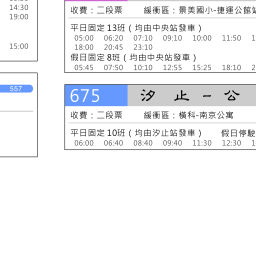 14:30
19:00
15:00
557
收費：二段票 緩衝區：景美國小-捷運公館站
平日固定13班（均由中央站發車）
05:00 06:20 07:10 09:10 10:00 11:50
18:00 20:45 23:10
假日固定8班（均由中央站發車）
05:45 07:50 10:10 12:55 15:25 18:10 2
675 汐止－公
收費：二段票 緩衝區：橫科-南京公寓
平日固定10班（均由汐止站發車） 假日停駛
06:00 06:40 08:40 09:40 11:30 12:30 1